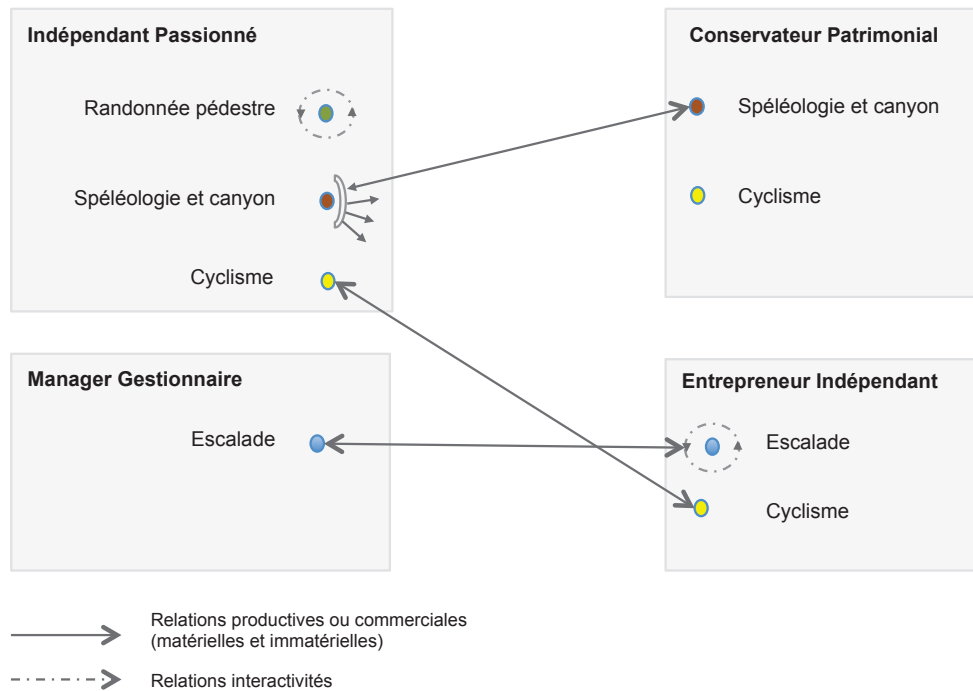 Indépendant Passionné
Randonnée pédestre
Spéléologie et canyon
Cyclisme
Conservateur Patrimonial
Spéléologie et canyon
Cyclisme
Manager Gestionnaire
Escalade
Entrepreneur Indépendant
Escalade
Cyclisme
Relations productives ou commerciales
(matérielles et immatérielles)
Relations interactivités